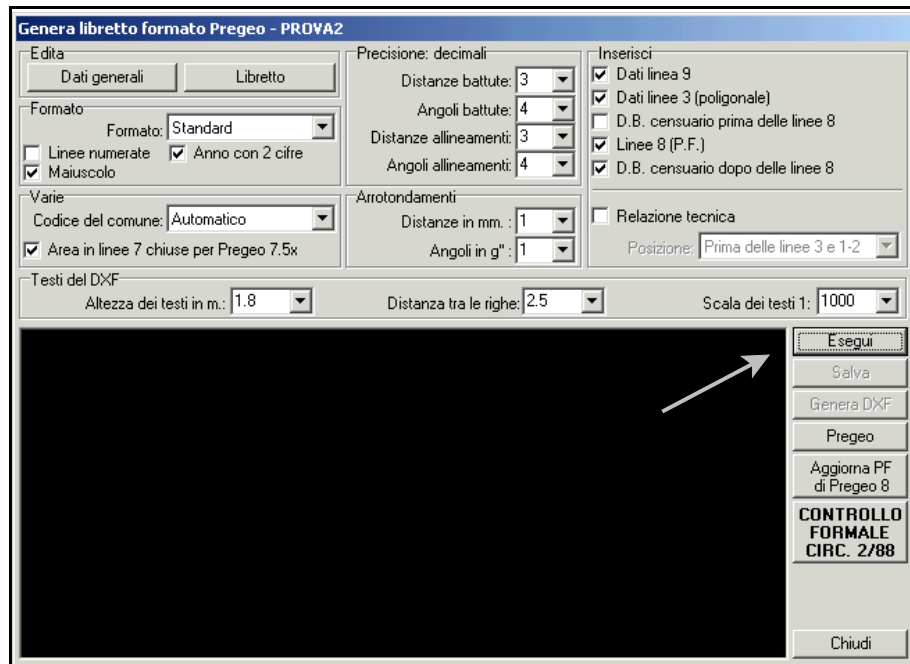 Genera libretto formato Pregeo - PROVA2
Edita
Dati generali
Libretto
Formato
Formato: Standard
Linee numerate
Anno con 2 cifre
Maiuscolo
Varie
Codice del comune: Automatico
Area in linee 7 chiuse per Pregeo 7.5x
Precisione: decimali
Distanze battute: 3
Angoli battute: 4
Distanze allineamenti: 3
Angoli allineamenti: 4
Arrotondamenti
Distanze in mm. : 1
Angoli in g" : 1
Inserisci
Dati linea 9
Dati linee 3 (poligonale)
D.B. censuario prima delle linee 8
Linee 8 (P.F.)
D.B. censuario dopo delle linee 8
Relazione tecnica
Posizione: Prima delle linee 3 e 1-2
Testi del DXF
Altezza dei testi in m.: 1.8
Distanza tra le righe: 2.5
Scala dei testi 1: 1000
Esegui
Salva
Genera DXF
Pregeo
Aggiorna PF
di Pregeo 8
CONTROLLO
FORMALE
CIRC. 2/88
Chiudi